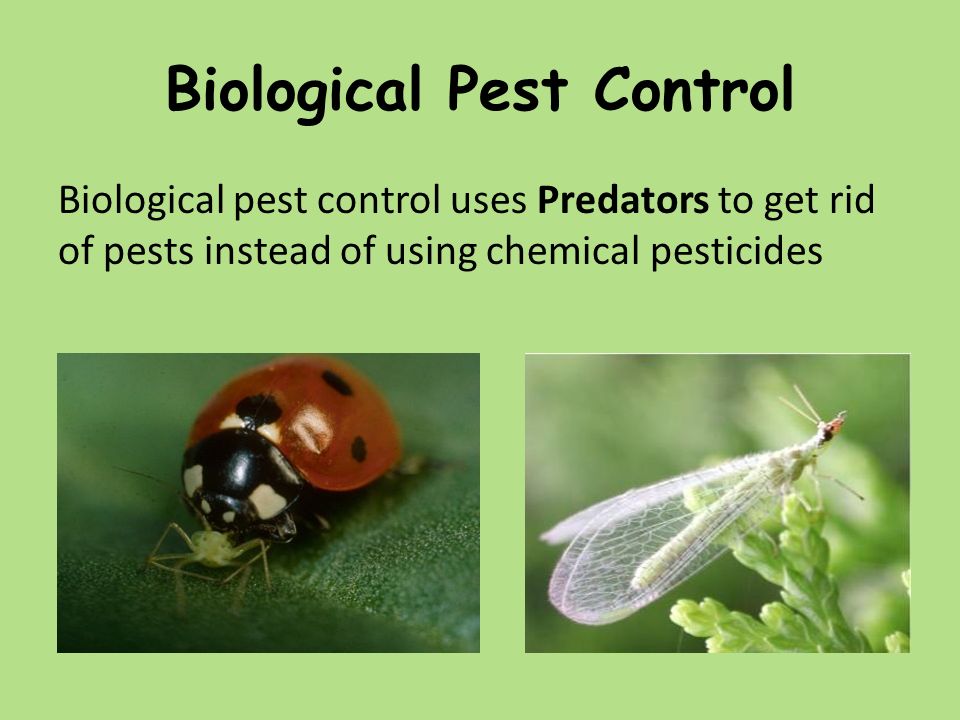 Biological Pest Control
Biological pest control uses Predators to get rid
of pests instead of using chemical pesticides